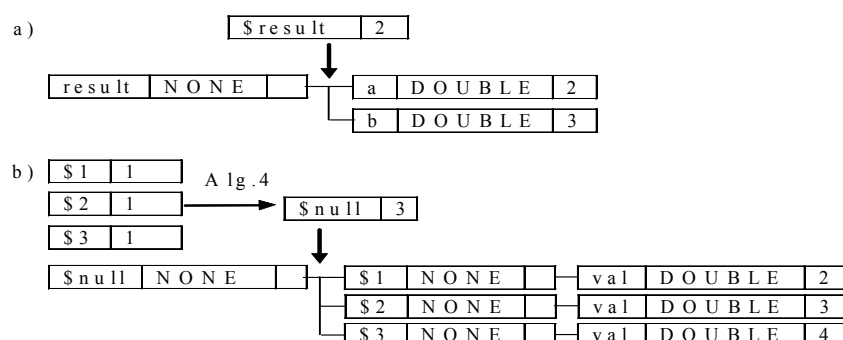 a) $result 2
result NONE a DOUBLE 2
b DOUBLE 3
b) $1 1
Alg.4
$2 1 $null 3
$3 1
$null NONE $1 NONE val DOUBLE 2
$2 NONE val DOUBLE 3
$3 NONE val DOUBLE 4